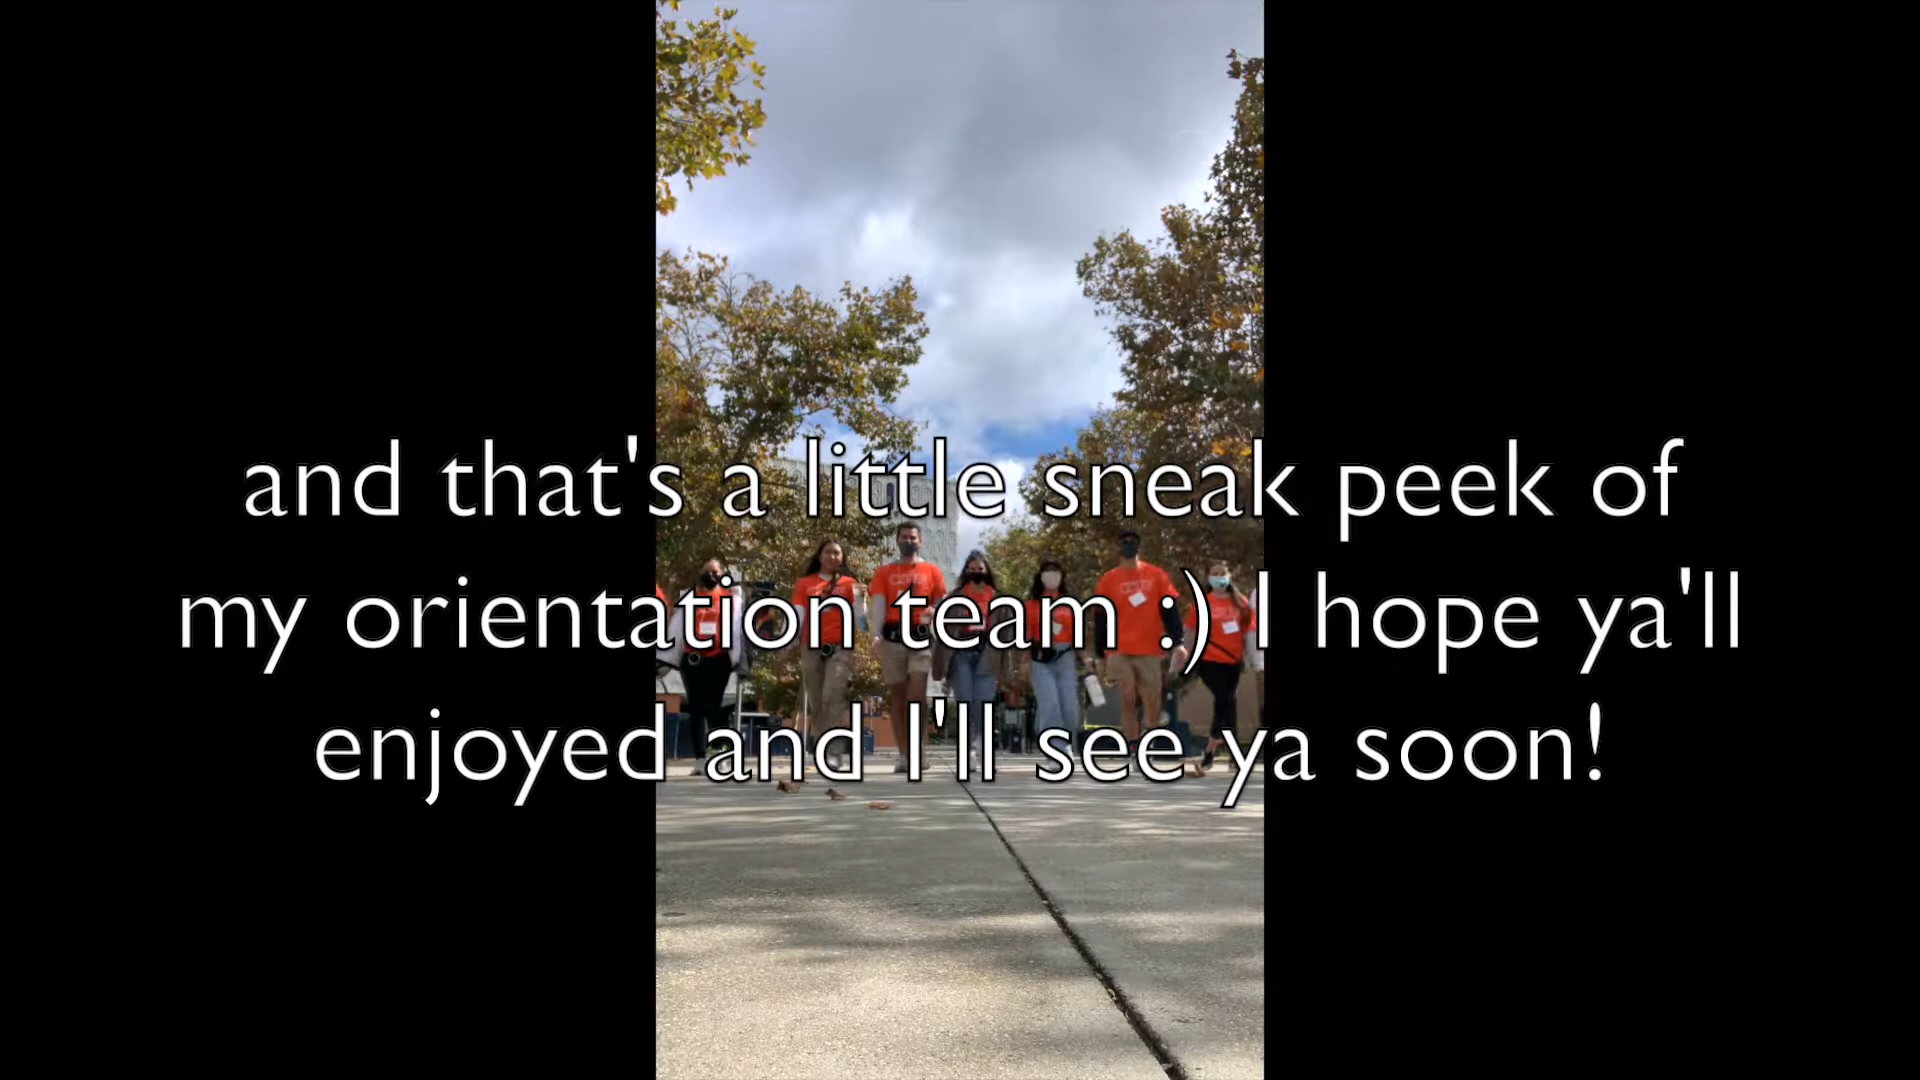 and that's a little sneak peek of
my orientation team :) I hope ya'll
enjoyed and I'll see ya soon!